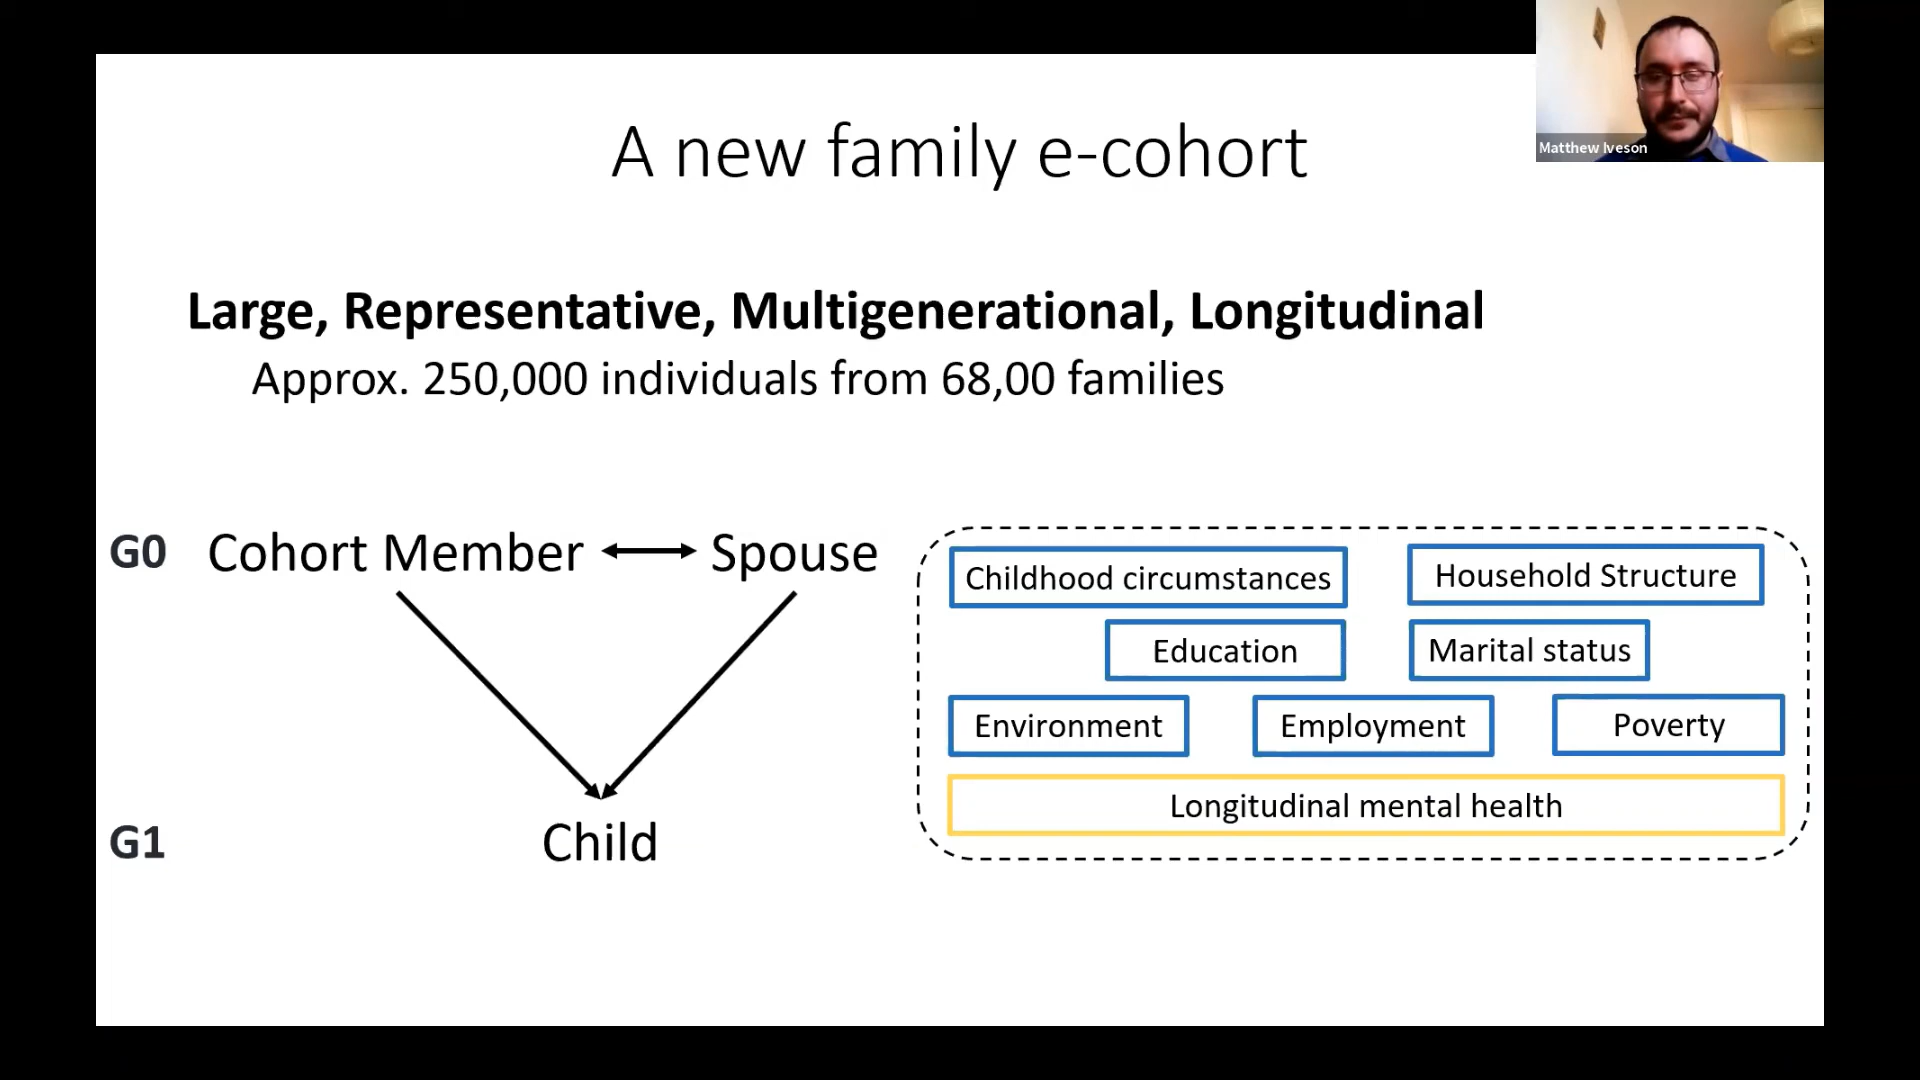 Matthew Iveson
A new family e-cohort
Large, Representative, Multigenerational, Longitudinal
Approx. 250,000 individuals from 68,00 families
G0 Cohort Member Spouse
G1 Child
Childhood circumstances Household Structure
Education Marital status
Environment Employment Poverty
Longitudinal mental health